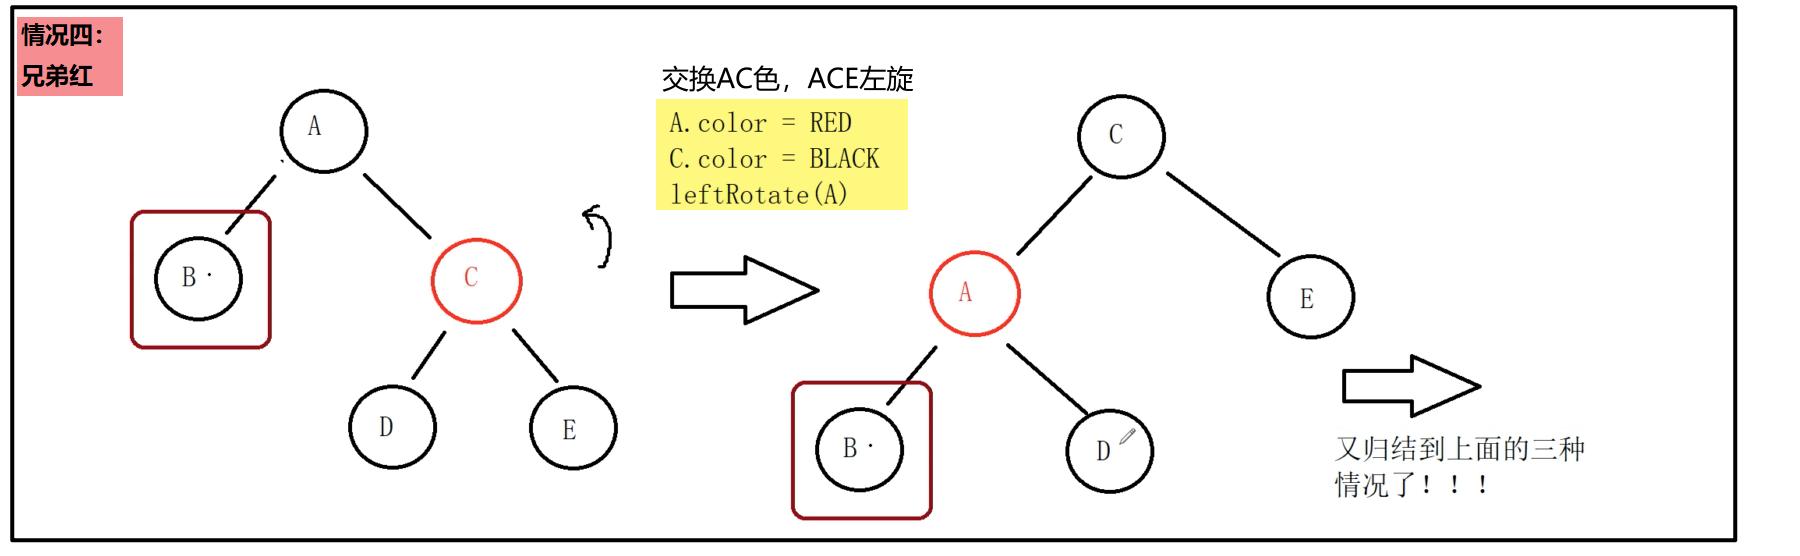 情况四：
兄弟红
交换AC色，ACE左旋
A.color = RED
C.color = BLACK
leftRotate(A)
A
B
C
D
E
C
A
E
B
D
又归结到上面的三种
情况了！！！